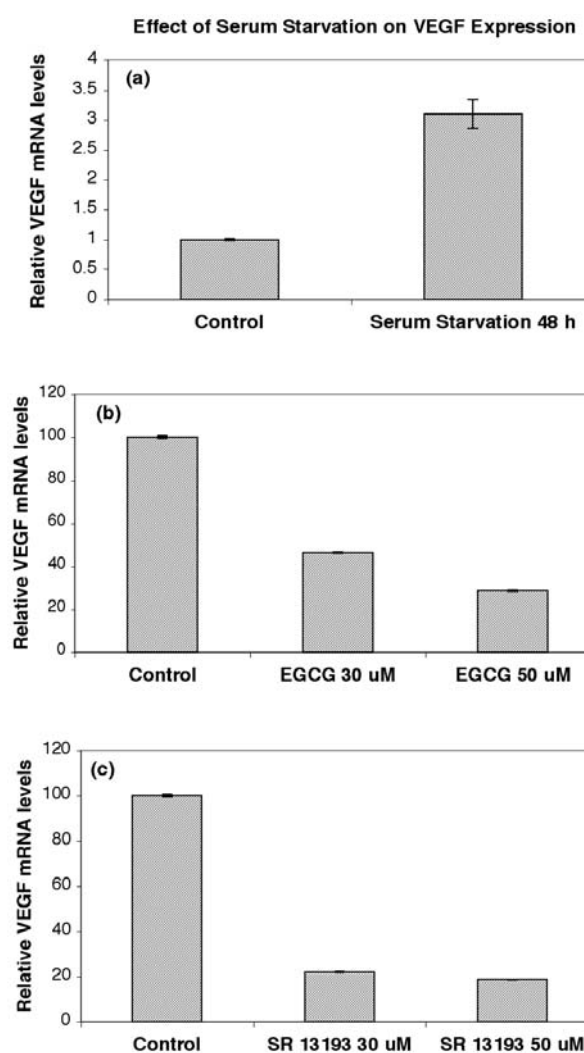 Effect of Serum Starvation on VEGF Expression
(a)
Relative VEGF mRNA levels
4
3.5
3
2.5
2
1.5
1
0.5
0
Control Serum Starvation 48 h
(b)
Relative VEGF mRNA levels
120
100
80
60
40
20
0
Control EGCG 30 uM EGCG 50 uM
(c)
Relative VEGF mRNA levels
120
100
80
60
40
20
0
Control SR 13193 30 uM SR 13193 50 uM